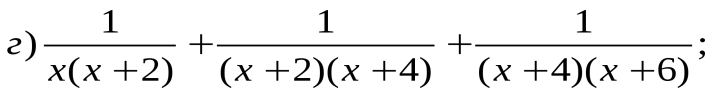 г) 1/(x(x+2)) + 1/((x+2)(x+4)) + 1/((x+4)(x+6));